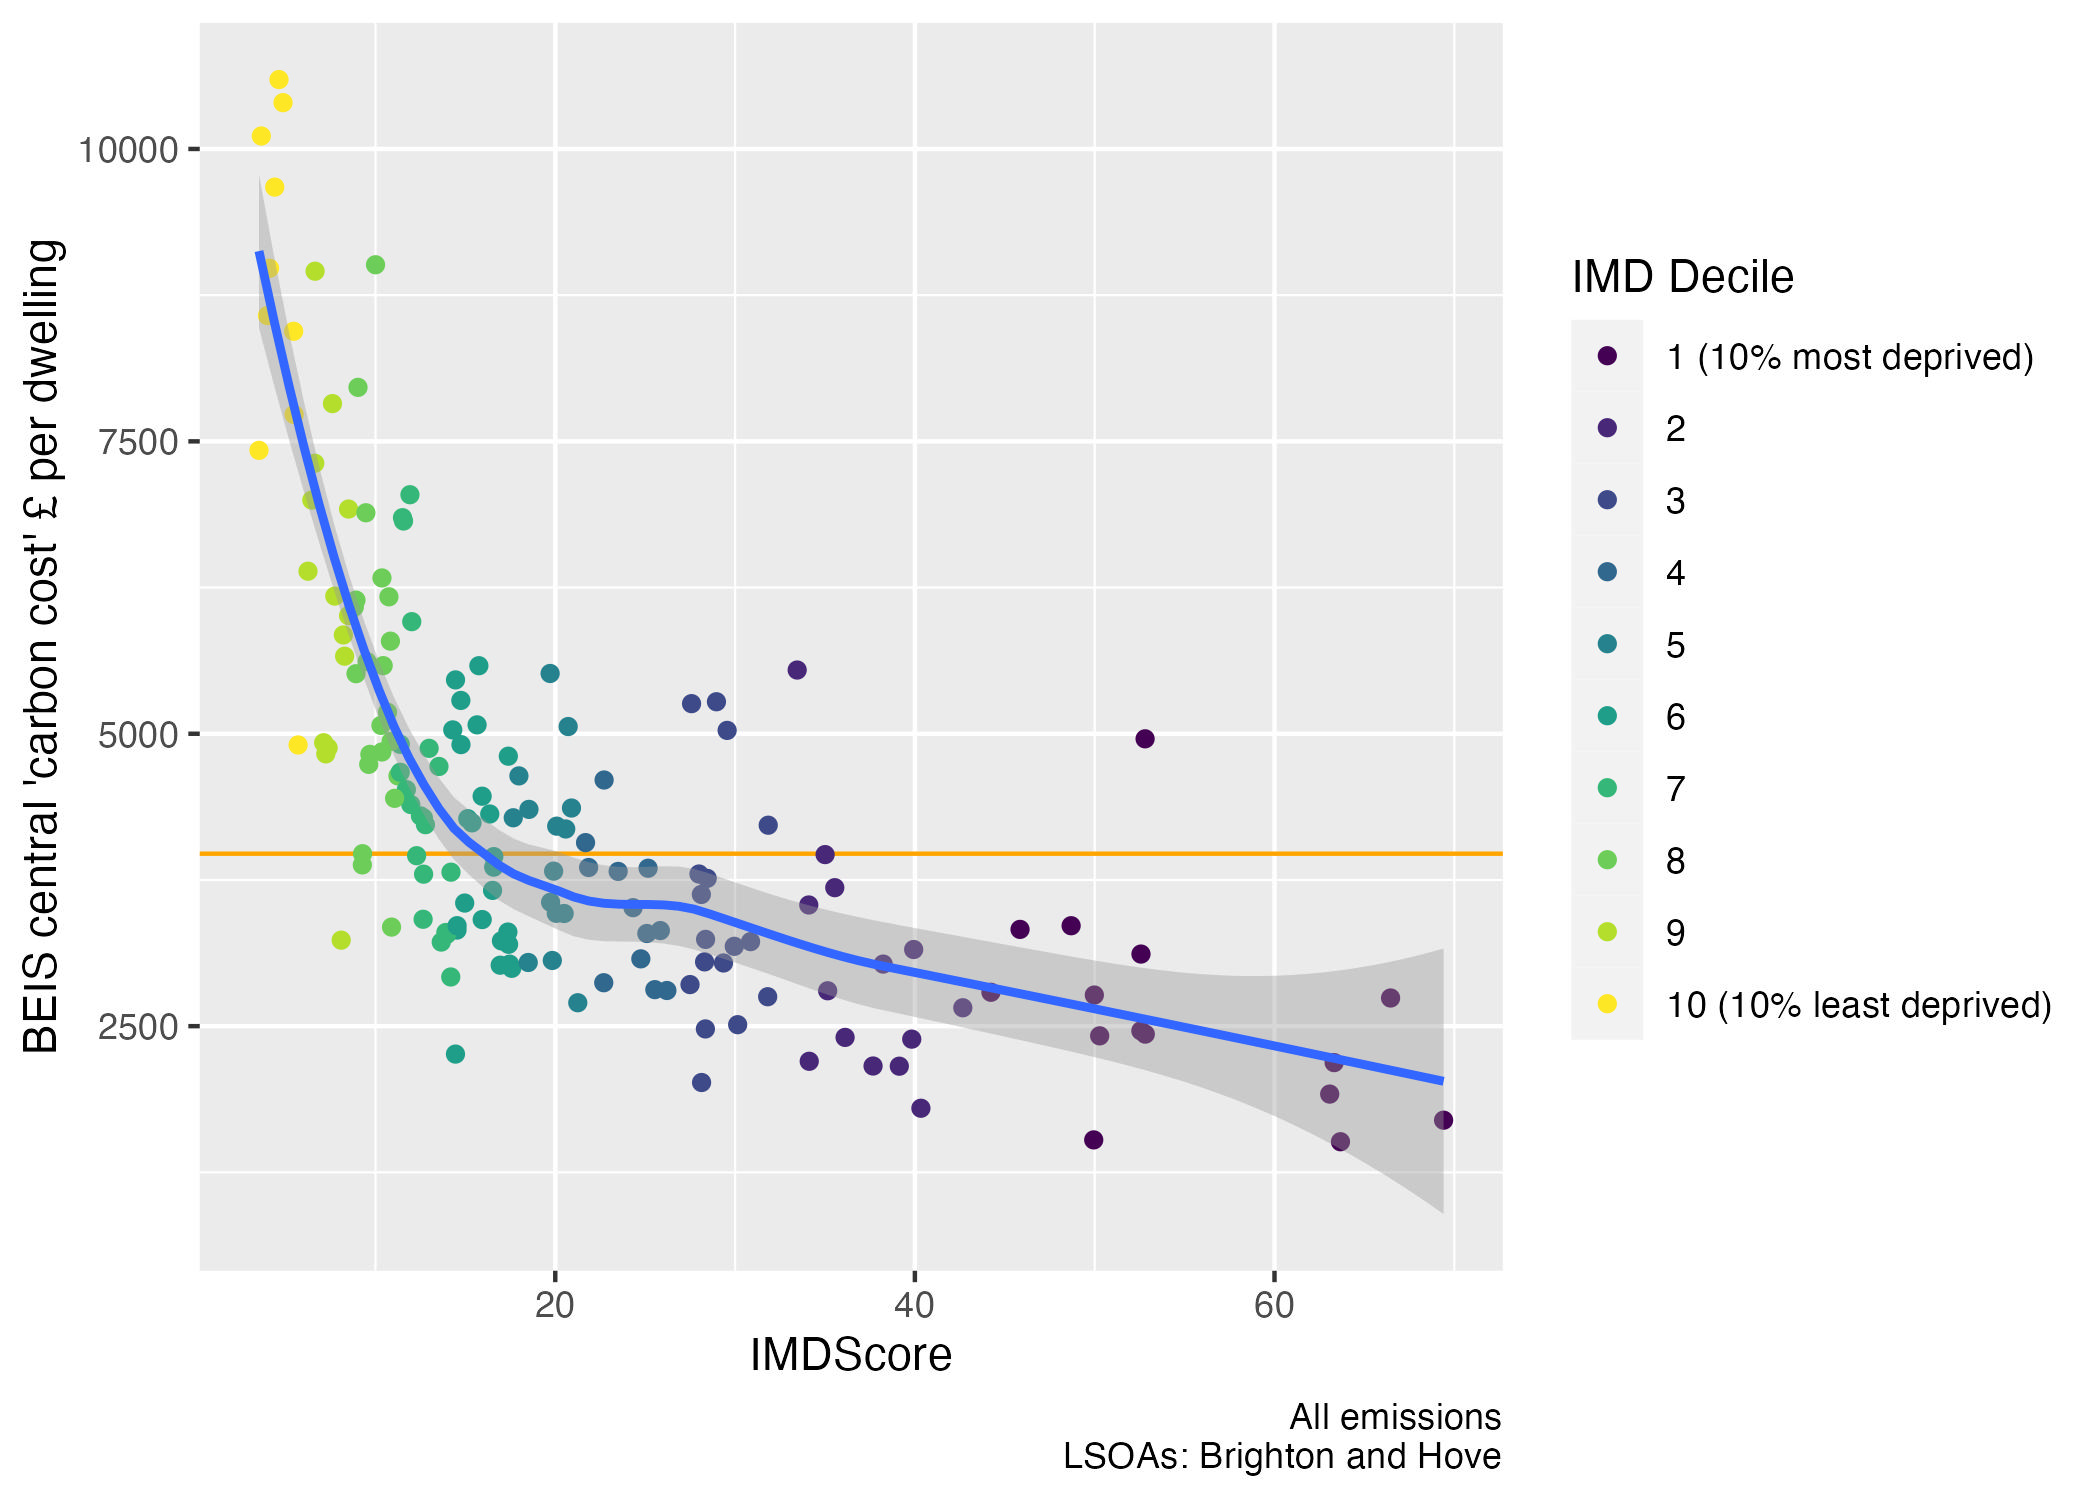 BEIS central 'carbon cost' £ per dwelling
10000
7500
5000
2500
20 40 60
IMDScore
IMD Decile
1 (10% most deprived)
2
3
4
5
6
7
8
9
10 (10% least deprived)
All emissions
LSOAs: Brighton and Hove